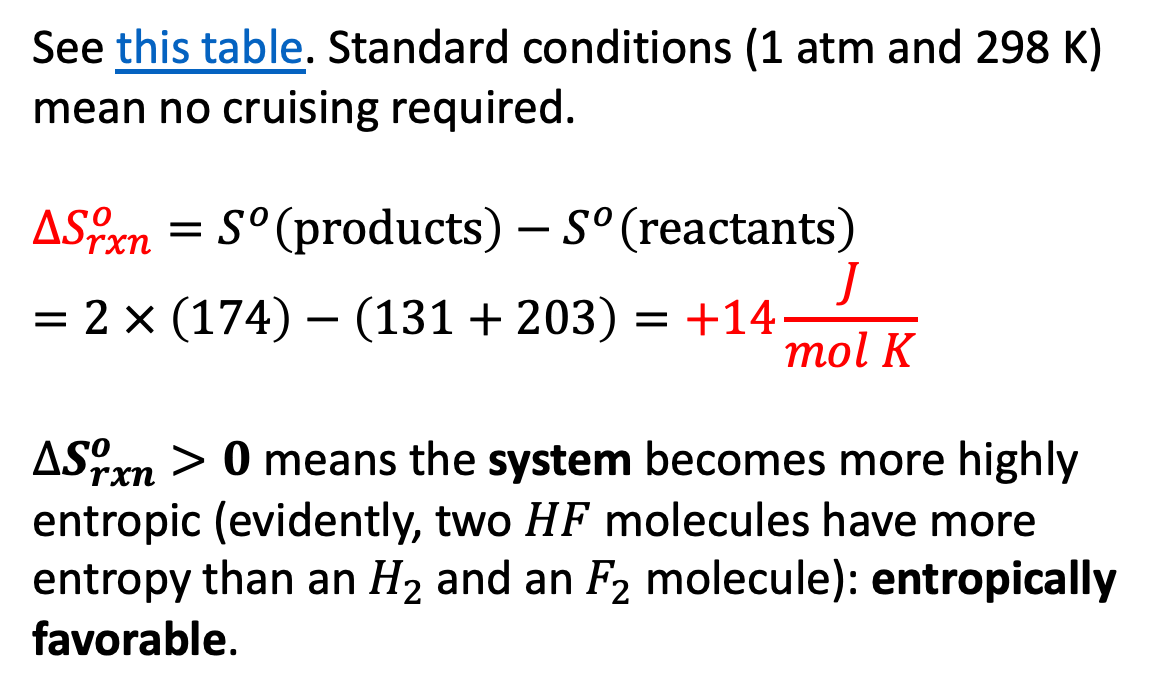 See this table. Standard conditions (1 atm and 298 K)
mean no cruising required.
ΔS°rxn = S°(products) − S°(reactants)
= 2 × (174) − (131 + 203) = +14 J/mol K
ΔS°rxn > 0 means the system becomes more highly
entropic (evidently, two HF molecules have more
entropy than an H₂ and an F₂ molecule): entropically
favorable.